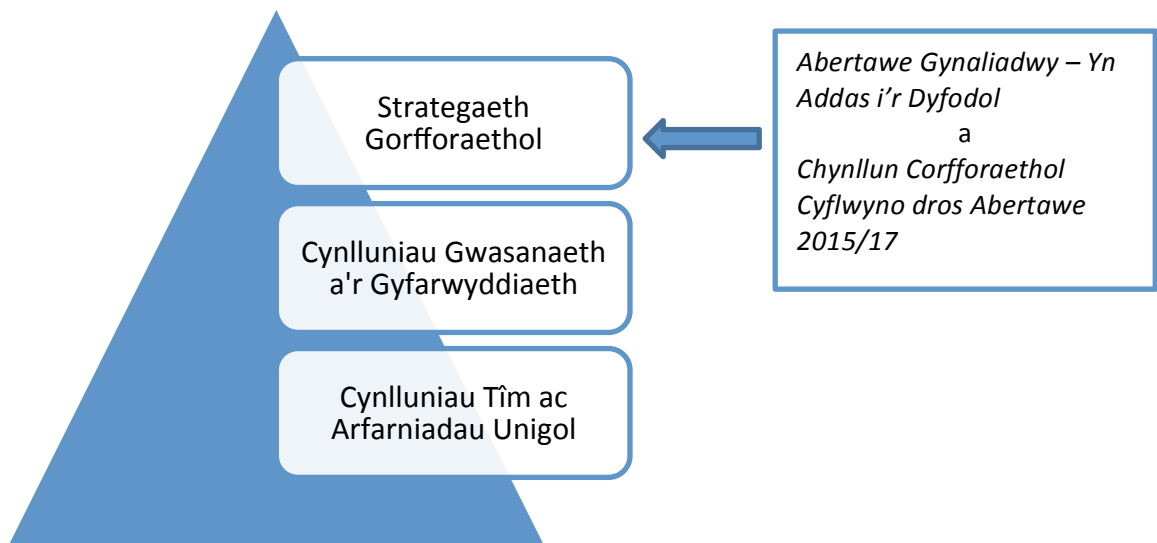 Strategaeth
Gorfforaethol
Abertawe Gynaliadwy – Yn
Addas i'r Dyfodol
a
Chynllun Corfforaethol
Cyflwyno dros Abertawe
2015/17
Cynlluniau Gwasanaeth
a'r Gyfarwyddiaeth
Cynlluniau Tîm ac
Arfarniadau Unigol